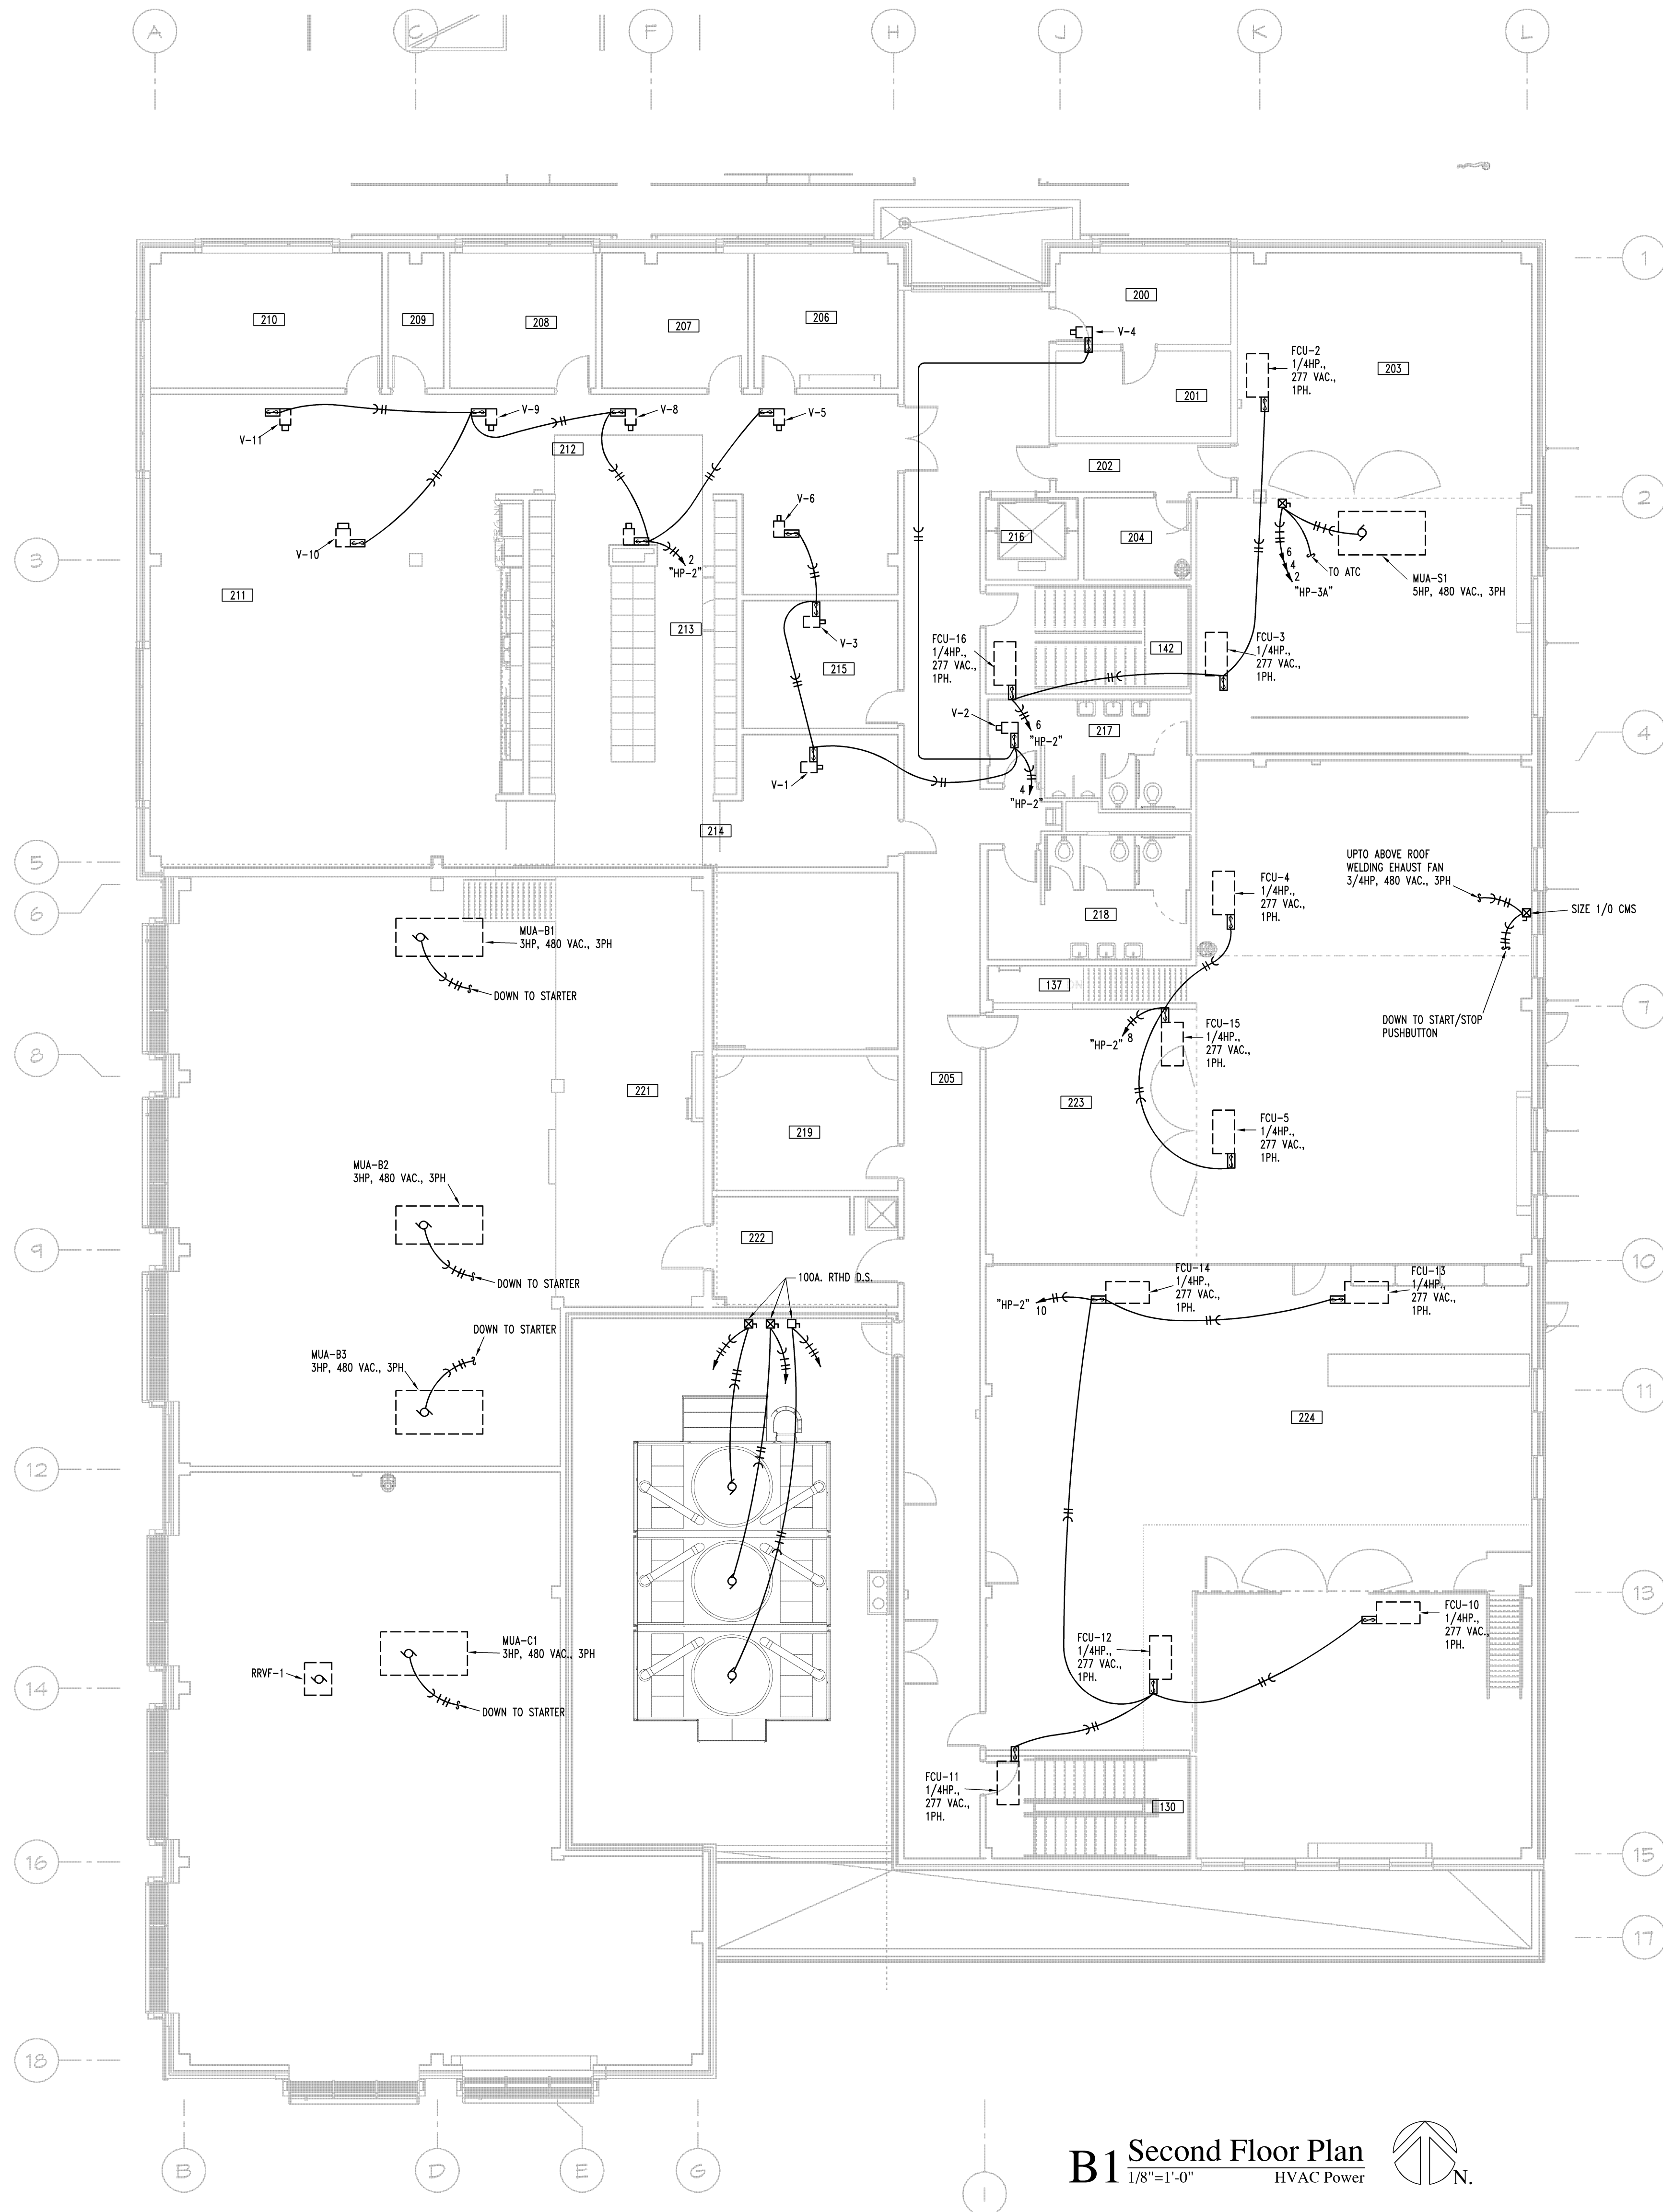 A
C
F
H
J
K
L
1
2
3
4
5
6
7
8
9
10
11
12
13
14
15
16
17
18
B
D
E
G
I
210
209
208
207
206
200
V-4
FCU-2
1/4HP.,
277 VAC.,
1PH.
203
201
V-11
V-9
V-8
V-5
212
202
V-6
V-10
2
"HP-2"
216
204
6
4
2
"HP-3A"
TO ATC
MUA-S1
5HP, 480 VAC., 3PH
211
213
V-3
215
FCU-16
1/4HP.,
277 VAC.,
1PH.
142
FCU-3
1/4HP.,
277 VAC.,
1PH.
V-2
6
"HP-2"
217
V-1
4
"HP-2"
214
UPTO ABOVE ROOF
WELDING EHAUST FAN
3/4HP, 480 VAC., 3PH
SIZE 1/0 CMS
FCU-4
1/4HP.,
277 VAC.,
1PH.
218
MUA-B1
3HP, 480 VAC., 3PH
DOWN TO STARTER
137
DOWN TO START/STOP
PUSHBUTTON
"HP-2" 8
FCU-15
1/4HP.,
277 VAC.,
1PH.
221
205
223
219
FCU-5
1/4HP.,
277 VAC.,
1PH.
MUA-B2
3HP, 480 VAC., 3PH
DOWN TO STARTER
222
100A. RTHD D.S.
"HP-2"
10
FCU-14
1/4HP.,
277 VAC.,
1PH.
FCU-13
1/4HP.,
277 VAC.,
1PH.
DOWN TO STARTER
MUA-B3
3HP, 480 VAC., 3PH
224
FCU-10
1/4HP.,
277 VAC.,
1PH.
FCU-12
1/4HP.,
277 VAC.,
1PH.
MUA-C1
3HP, 480 VAC., 3PH
RRVF-1
DOWN TO STARTER
FCU-11
1/4HP.,
277 VAC.,
1PH.
130
B1 Second Floor Plan
1/8"=1'-0" HVAC Power
N.